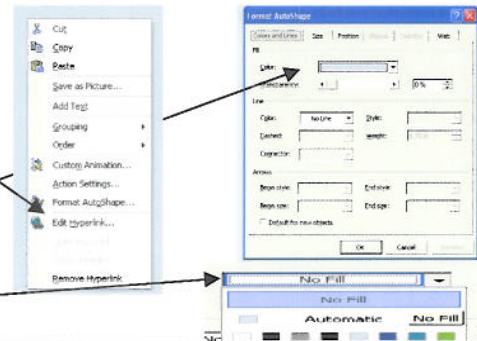 Cut
Copy
Paste
Save as Picture...
Add Text
Grouping
Order
Custom Animation...
Action Settings...
Format AutoShape...
Edit Hyperlink...
Remove Hyperlink
Format AutoShape
Colors and Lines Size Position Web
Fill
Color:
Transparency: 0 %
Line
Color: No Line Style:
Dashed: Weight:
Connector:
Arrows
Begin style: End style:
Begin size: End size:
Default for new objects
OK Cancel
No Fill
No Fill
Automatic No Fill
No